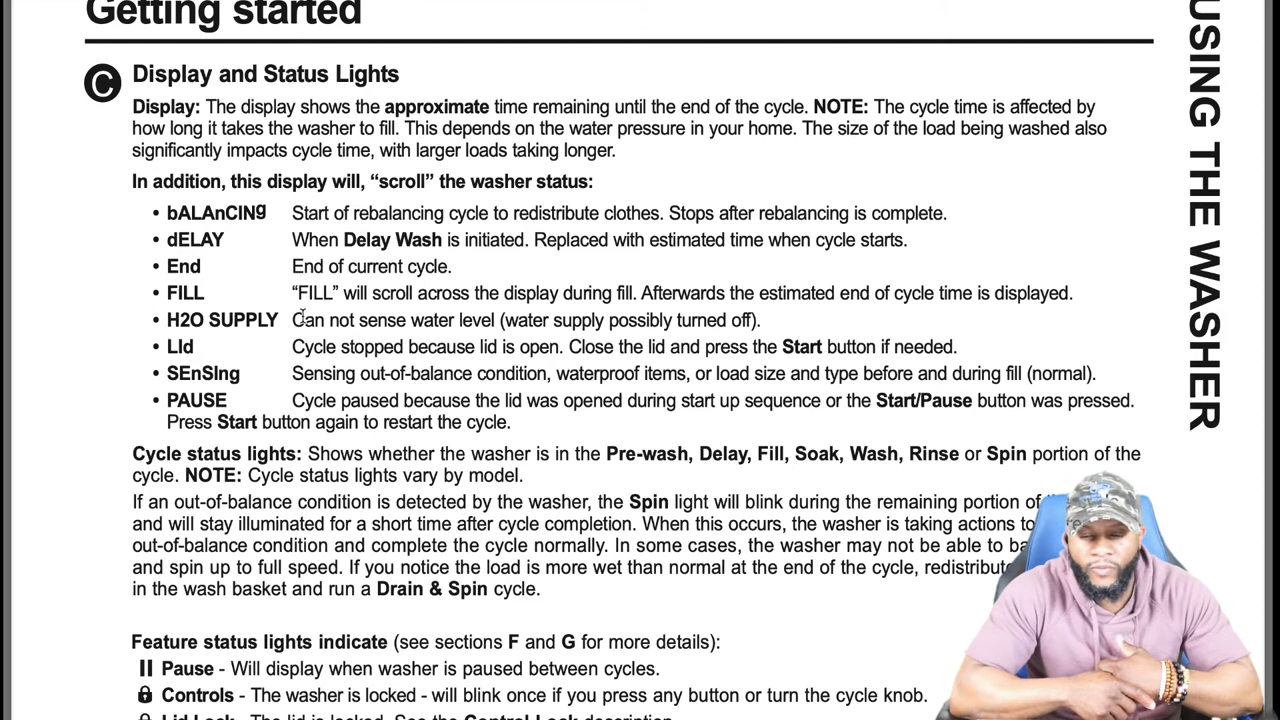 Getting started
USING THE WASHER
C Display and Status Lights
Display: The display shows the approximate time remaining until the end of the cycle. NOTE: The cycle time is affected by
how long it takes the washer to fill. This depends on the water pressure in your home. The size of the load being washed also
significantly impacts cycle time, with larger loads taking longer.
In addition, this display will, “scroll” the washer status:
• bALAnCINg Start of rebalancing cycle to redistribute clothes. Stops after rebalancing is complete.
• dELAY When Delay Wash is initiated. Replaced with estimated time when cycle starts.
• End End of current cycle.
• FILL “FILL” will scroll across the display during fill. Afterwards the estimated end of cycle time is displayed.
• H2O SUPPLY Can not sense water level (water supply possibly turned off).
• LId Cycle stopped because lid is open. Close the lid and press the Start button if needed.
• SEnSIng Sensing out-of-balance condition, waterproof items, or load size and type before and during fill (normal).
• PAUSE Cycle paused because the lid was opened during start up sequence or the Start/Pause button was pressed.
Press Start button again to restart the cycle.
Cycle status lights: Shows whether the washer is in the Pre-wash, Delay, Fill, Soak, Wash, Rinse or Spin portion of the
cycle. NOTE: Cycle status lights vary by model.
If an out-of-balance condition is detected by the washer, the Spin light will blink during the remaining portion of
and will stay illuminated for a short time after cycle completion. When this occurs, the washer is taking actions to
out-of-balance condition and complete the cycle normally. In some cases, the washer may not be able to
and spin up to full speed. If you notice the load is more wet than normal at the end of the cycle,
in the wash basket and run a Drain & Spin cycle.
Feature status lights indicate (see sections F and G for more details):
Pause - Will display when washer is paused between cycles.
Controls - The washer is locked - will blink once if you press any button or turn the cycle knob.
Lid Lock - The lid is locked. See the Control Lock description.